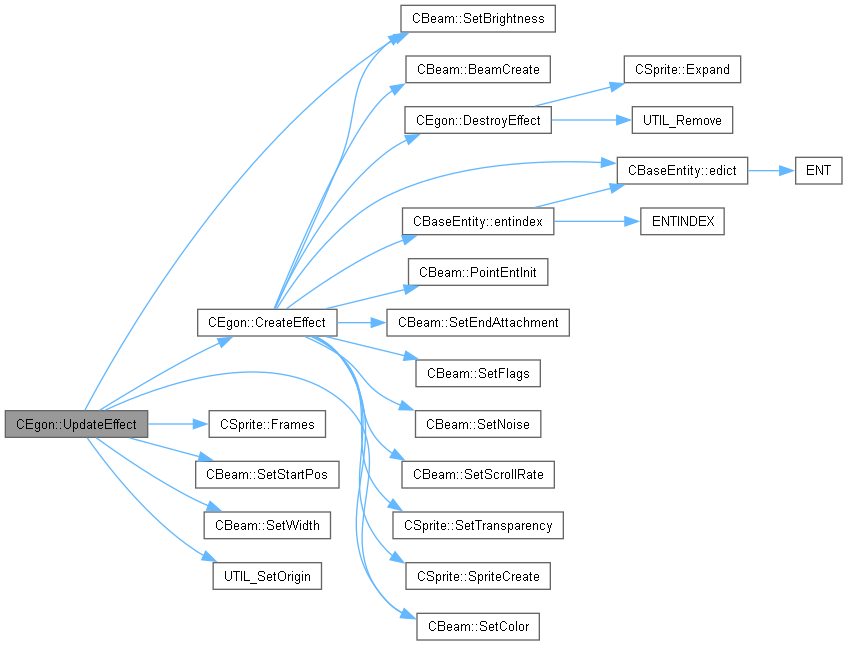 CBeam::SetBrightness
CBeam::BeamCreate
CSprite::Expand
CEgon::DestroyEffect
UTIL_Remove
CBaseEntity::edict
ENT
CBaseEntity::entindex
ENTINDEX
CBeam::PointEntInit
CEgon::CreateEffect
CBeam::SetEndAttachment
CBeam::SetFlags
CEgon::UpdateEffect
CSprite::Frames
CBeam::SetNoise
CBeam::SetStartPos
CBeam::SetScrollRate
CBeam::SetWidth
CSprite::SetTransparency
UTIL_SetOrigin
CSprite::SpriteCreate
CBeam::SetColor